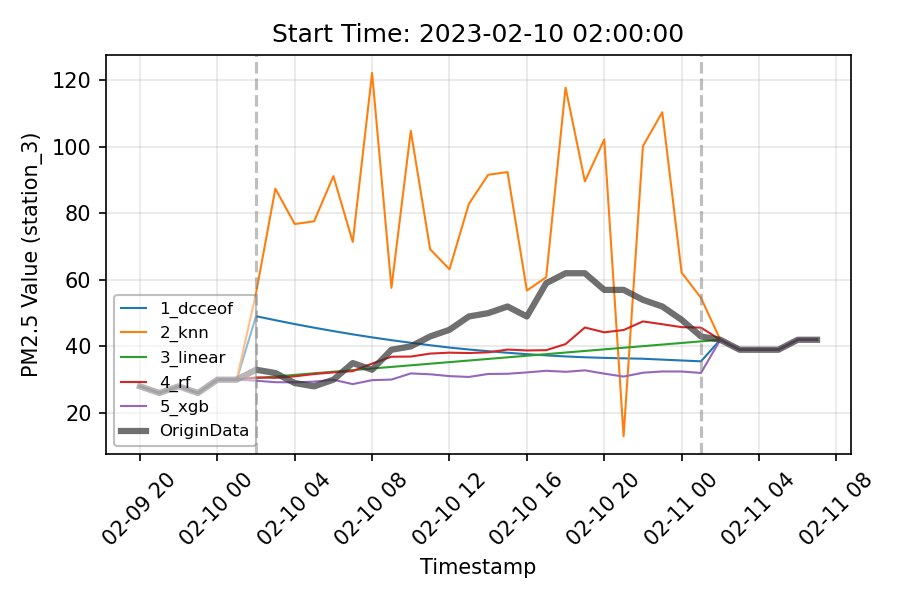 Start Time: 2023-02-10 02:00:00
PM2.5 Value (station_3)
120
100
80
60
40
20
1_dcceof
2_knn
3_linear
4_rf
5_xgb
OriginData
02-09 20
02-10 00
02-10 04
02-10 08
02-10 12
02-10 16
02-10 20
02-11 00
02-11 04
02-11 08
Timestamp